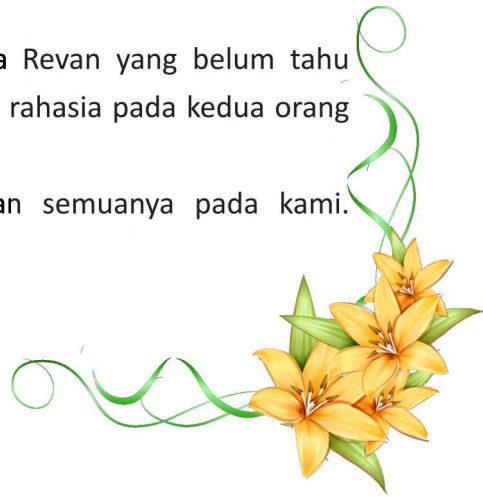 a Revan yang belum tahu
rahasia pada kedua orang
an semuanya pada kami.